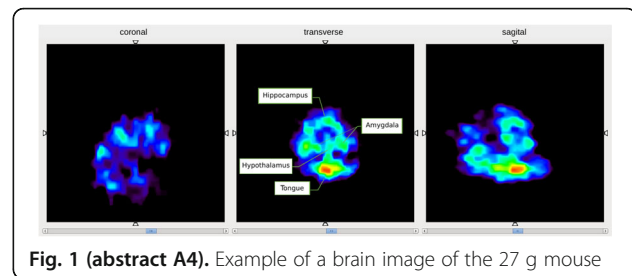 coronal
transverse
sagital
Hippocampus
Amygdala
Hypothalamus
Tongue
Fig. 1 (abstract A4). Example of a brain image of the 27 g mouse